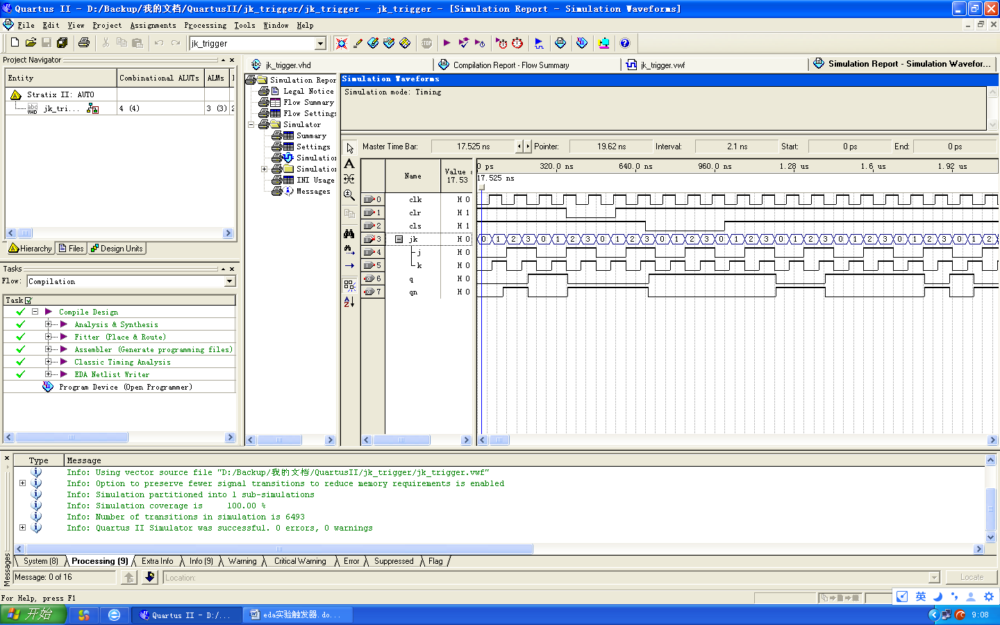 Quartus II - D:/Backup/我的文档/QuartusII/jk_trigger/jk_trigger - jk_trigger - [Simulation Report - Simulation Waveforms]
File Edit View Project Assignments Processing Tools Window Help
jk_trigger
Project Navigator
Entity Combinational ALUTs ALMs
Stratix II: AUTO
jk_tri... 4 (4) 3 (3) 2
Hierarchy Files Design Units
Tasks
Flow: Compilation
Task
Compile Design
Analysis & Synthesis
Fitter (Place & Route)
Assembler (Generate programming files)
Classic Timing Analysis
EDA Netlist Writer
Program Device (Open Programmer)
jk_trigger.vhd Compilation Report - Flow Summary jk_trigger.vwf Simulation Report - Simulation Wavefor...
Simulation Repor
Legal Notice
Flow Summary
Flow Settings
Simulator
Summary
Settings
Simulation
Simulation
INI Usage
Messages
Simulation Waveforms
Simulation mode: Timing
Master Time Bar: 17.525 ns Pointer: 19.62 ns Interval: 2.1 ns Start: 0 ps End: 0 ps
Name Value a 17.53
0 ps 320.0 ns 640.0 ns 960.0 ns 1.28 us 1.6 us 1.92 us
17.525 ns
0 clk H 0
1 clr H 1
2 cls H 1
3 jk H 0 0 1 2 3 0 1 2 3 0 1 2 3 0 1 2 3 0 1 2 3 0 1 2 3 0 1 2 3 0 1 2
4 j H 0
5 k H 0
6 q H 0
7 qn H 0
Type Message
Info: Using vector source file "D:/Backup/我的文档/QuartusII/jk_trigger/jk_trigger.vwf"
Info: Option to preserve fewer signal transitions to reduce memory requirements is enabled
Info: Simulation partitioned into 1 sub-simulations
Info: Simulation coverage is 100.00 %
Info: Number of transitions in simulation is 6493
Info: Quartus II Simulator was successful. 0 errors, 0 warnings
System (8) Processing (9) Extra Info Info (9) Warning Critical Warning Error Suppressed Flag
Messages
Message: 0 of 16 Location: Locate
For Help, press F1
英
开始 Quartus II - D:/... eda实验触发器.do... 9:08